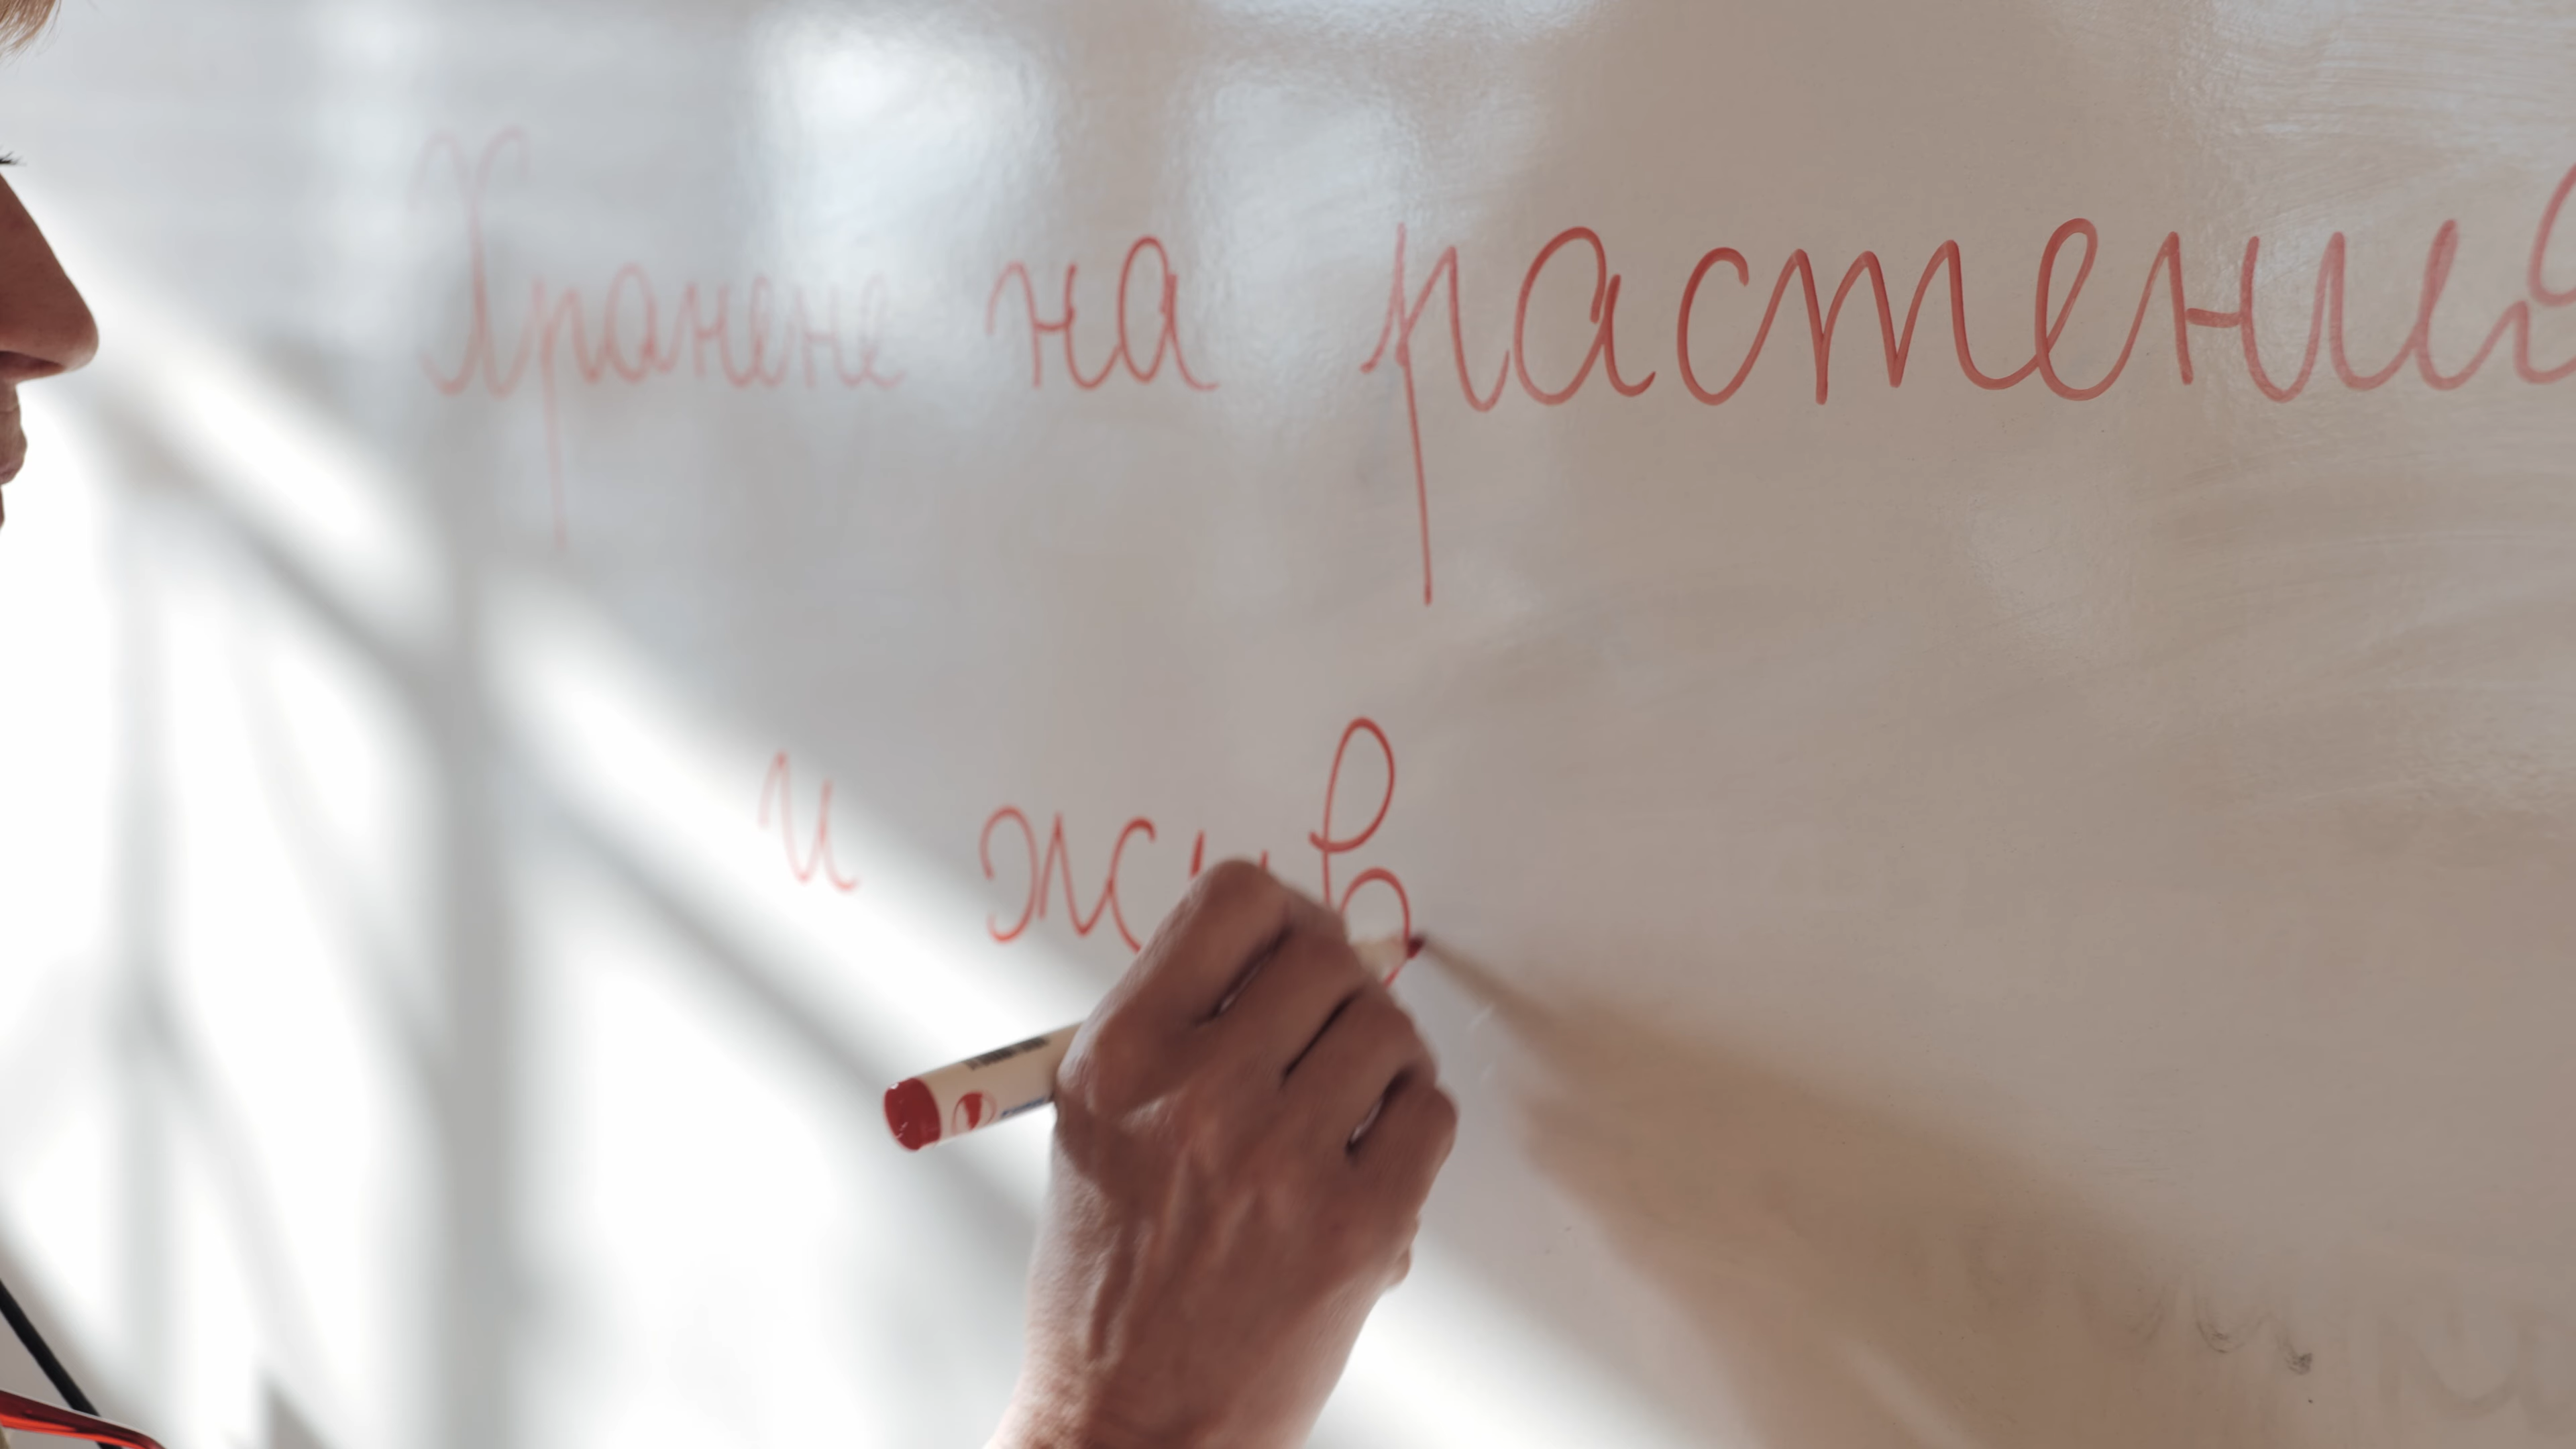 Хранене на растения
и жив